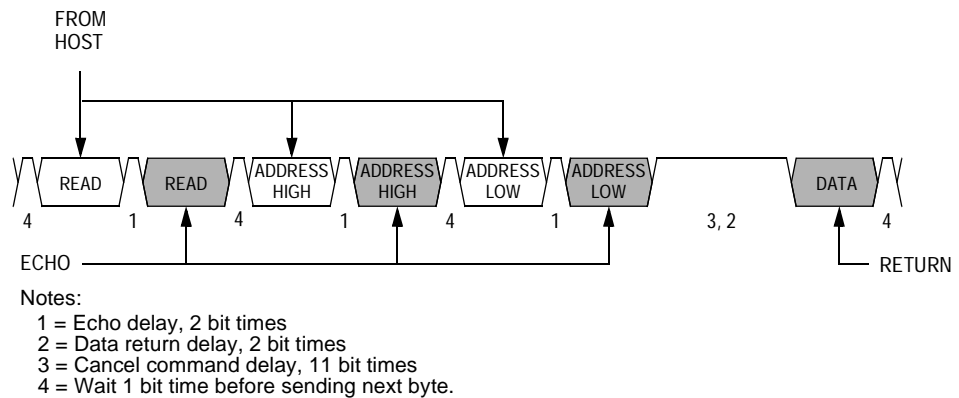 FROM
HOST
READ
READ
ADDRESS
HIGH
ADDRESS
HIGH
ADDRESS
LOW
ADDRESS
LOW
DATA
4 1 4 1 4 1 3, 2 4
ECHO
RETURN
Notes:
1 = Echo delay, 2 bit times
2 = Data return delay, 2 bit times
3 = Cancel command delay, 11 bit times
4 = Wait 1 bit time before sending next byte.